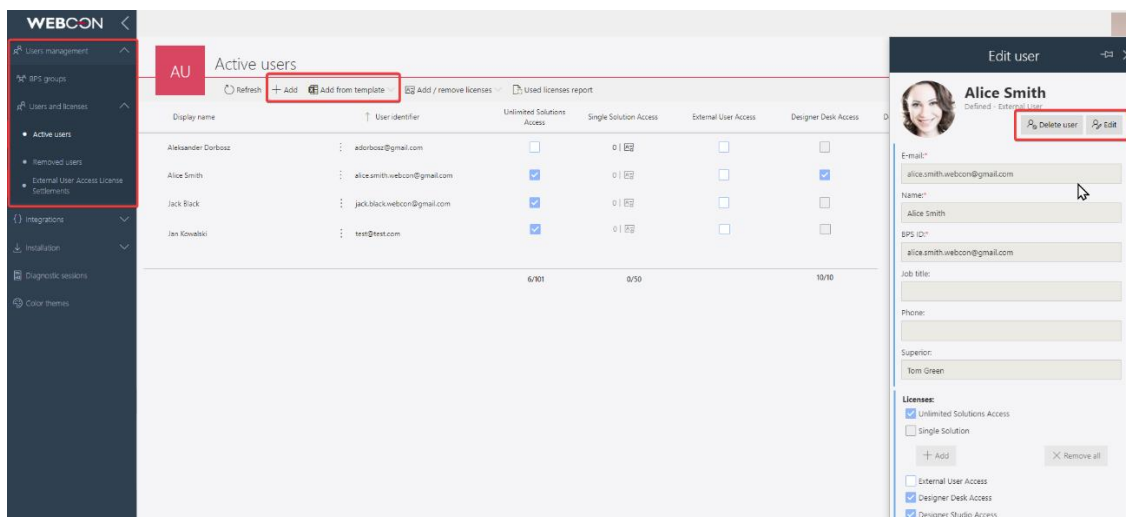 WEBCON
Users management
BPS groups
Users and licenses
Active users
Removed users
External User Access License
Settlements
Integrations
Installation
Diagnostic sessions
Color themes
AU
Active users
Refresh
Add
Add from template
Add / remove licenses
Used licenses report
Display name
User identifier
Unlimited Solutions
Access
Single Solution Access
External User Access
Designer Desk Access
D
Aleksander Dorbosz
adorbosz@gmail.com
0
Alice Smith
alice.smith.webcon@gmail.com
0
Jack Black
jack.black.webcon@gmail.com
0
Jan Kowalski
test@test.com
0
6/101
0/50
10/10
Edit user
Alice Smith
Defined - External User
Delete user
Edit
E-mail:*
alice.smith.webcon@gmail.com
Name:*
Alice Smith
BPS ID:*
alice.smith.webcon@gmail.com
Job title:
Phone:
Superior:
Tom Green
Licenses:
Unlimited Solutions Access
Single Solution
Add
Remove all
External User Access
Designer Desk Access
Designer Studio Access